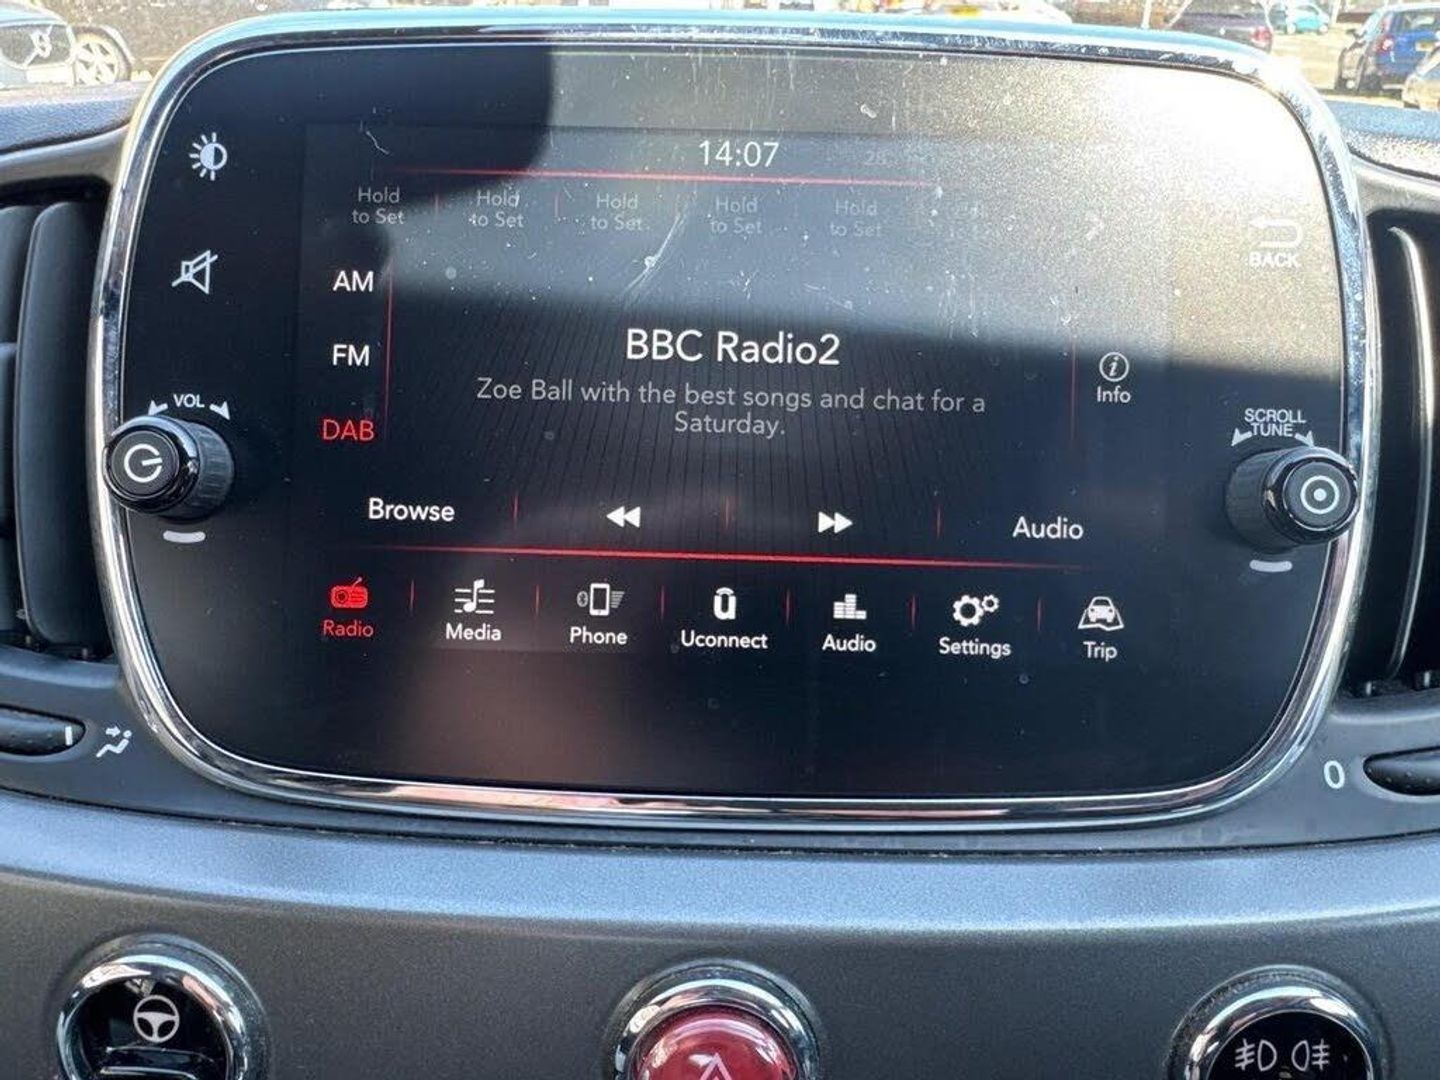 14:07
Hold to Set
Hold to Set
Hold to Set
Hold to Set
Hold to Set
BACK
AM
FM
DAB
BBC Radio2
Zoe Ball with the best songs and chat for a
Saturday.
Info
VOL
SCROLL
TUNE
Browse
Audio
Radio
Media
Phone
Uconnect
Audio
Settings
Trip
0